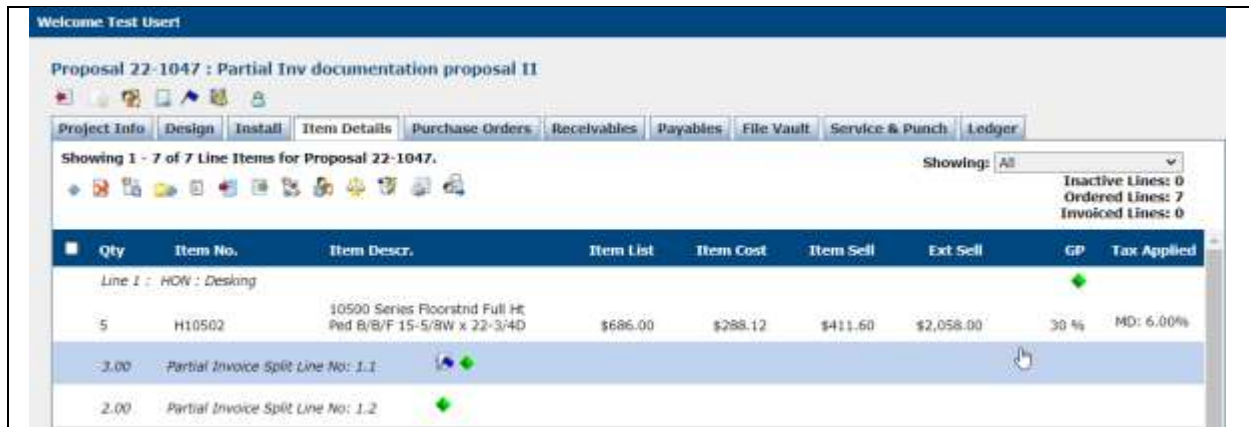 Welcome Test User!
Proposal 22-1047 : Partial Inv documentation proposal II
Project Info Design Install Item Details Purchase Orders Receivables Payables File Vault Service & Punch Ledger
Showing 1 - 7 of 7 Line Items for Proposal 22-1047.
Showing: All
Inactive Lines: 0
Ordered Lines: 7
Invoiced Lines: 0
Qty Item No. Item Descr. Item List Item Cost Item Sell Ext Sell GP Tax Applied
Line 1 : HON : Desking
10500 Series Floorstnd Full Ht
5 H10502 Ped B/B/F 15-5/8W x 22-3/4D $686.00 $288.12 $411.60 $2,058.00 30 % MD: 6.00%
3.00 Partial Invoice Split Line No: 1.1
2.00 Partial Invoice Split Line No: 1.2